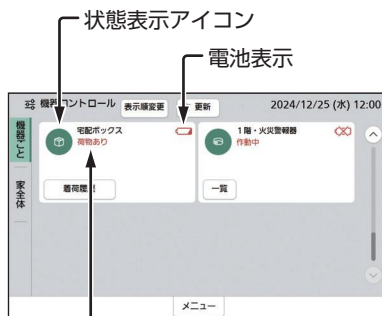 状態表示アイコン
電池表示
機器コントロール 表示順変更 更新 2024/12/25 (水) 12:00
機器ごと
家全体
宅配ボックス
荷物あり
着荷履歴
1階・火災警報器
作動中
一覧
メニュー